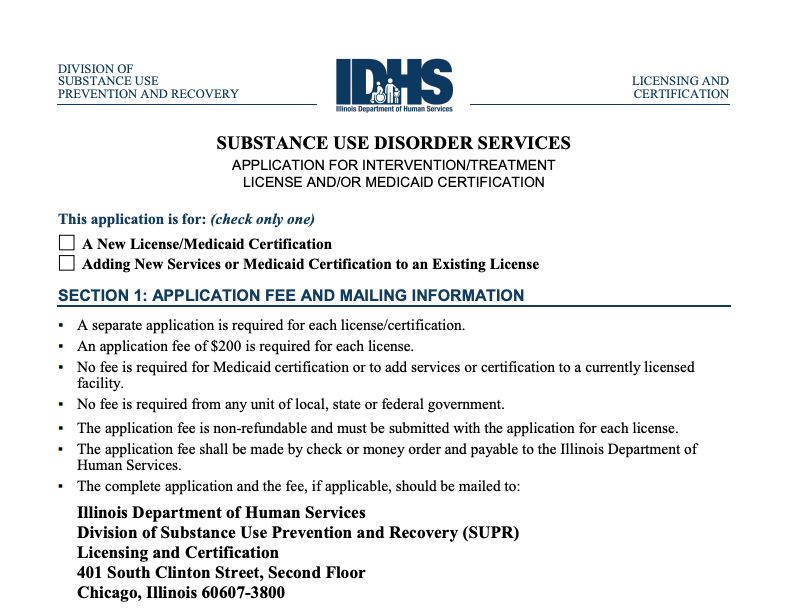 DIVISION OF
SUBSTANCE USE
PREVENTION AND RECOVERY
IDHS
Illinois Department of Human Services
LICENSING AND
CERTIFICATION
SUBSTANCE USE DISORDER SERVICES
APPLICATION FOR INTERVENTION/TREATMENT
LICENSE AND/OR MEDICAID CERTIFICATION
This application is for: (check only one)
☐ A New License/Medicaid Certification
☐ Adding New Services or Medicaid Certification to an Existing License
SECTION 1: APPLICATION FEE AND MAILING INFORMATION
▪ A separate application is required for each license/certification.
▪ An application fee of $200 is required for each license.
▪ No fee is required for Medicaid certification or to add services or certification to a currently licensed
facility.
▪ No fee is required from any unit of local, state or federal government.
▪ The application fee is non-refundable and must be submitted with the application for each license.
▪ The application fee shall be made by check or money order and payable to the Illinois Department of
Human Services.
▪ The complete application and the fee, if applicable, should be mailed to:
Illinois Department of Human Services
Division of Substance Use Prevention and Recovery (SUPR)
Licensing and Certification
401 South Clinton Street, Second Floor
Chicago, Illinois 60607-3800